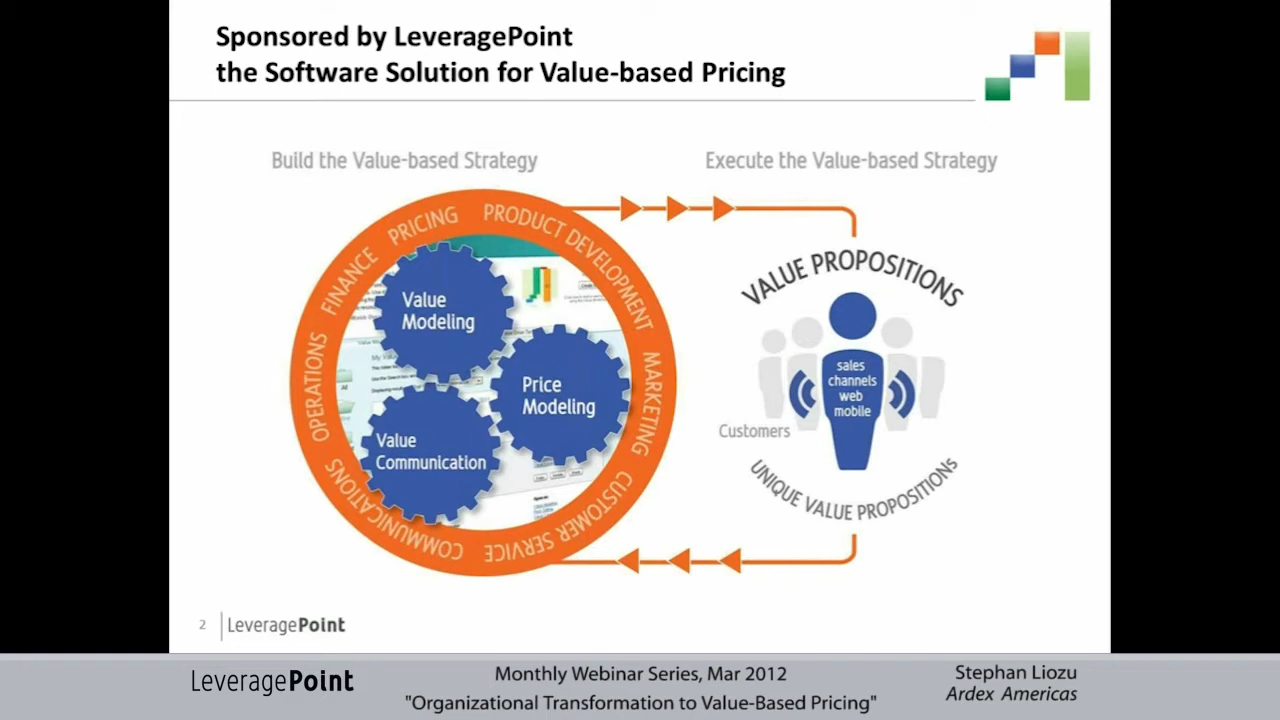 Sponsored by LeveragePoint
the Software Solution for Value-based Pricing
Build the Value-based Strategy
Execute the Value-based Strategy
OPERATIONS
FINANCE
PRICING
PRODUCT DEVELOPMENT
MARKETING
CUSTOMER SERVICE
COMMUNICATIONS
Value
Modeling
Price
Modeling
Value
Communication
VALUE PROPOSITIONS
sales
channels
web
mobile
Customers
UNIQUE VALUE PROPOSITIONS
2
LeveragePoint
LeveragePoint
Monthly Webinar Series, Mar 2012
"Organizational Transformation to Value-Based Pricing"
Stephan Liozu
Ardex Americas